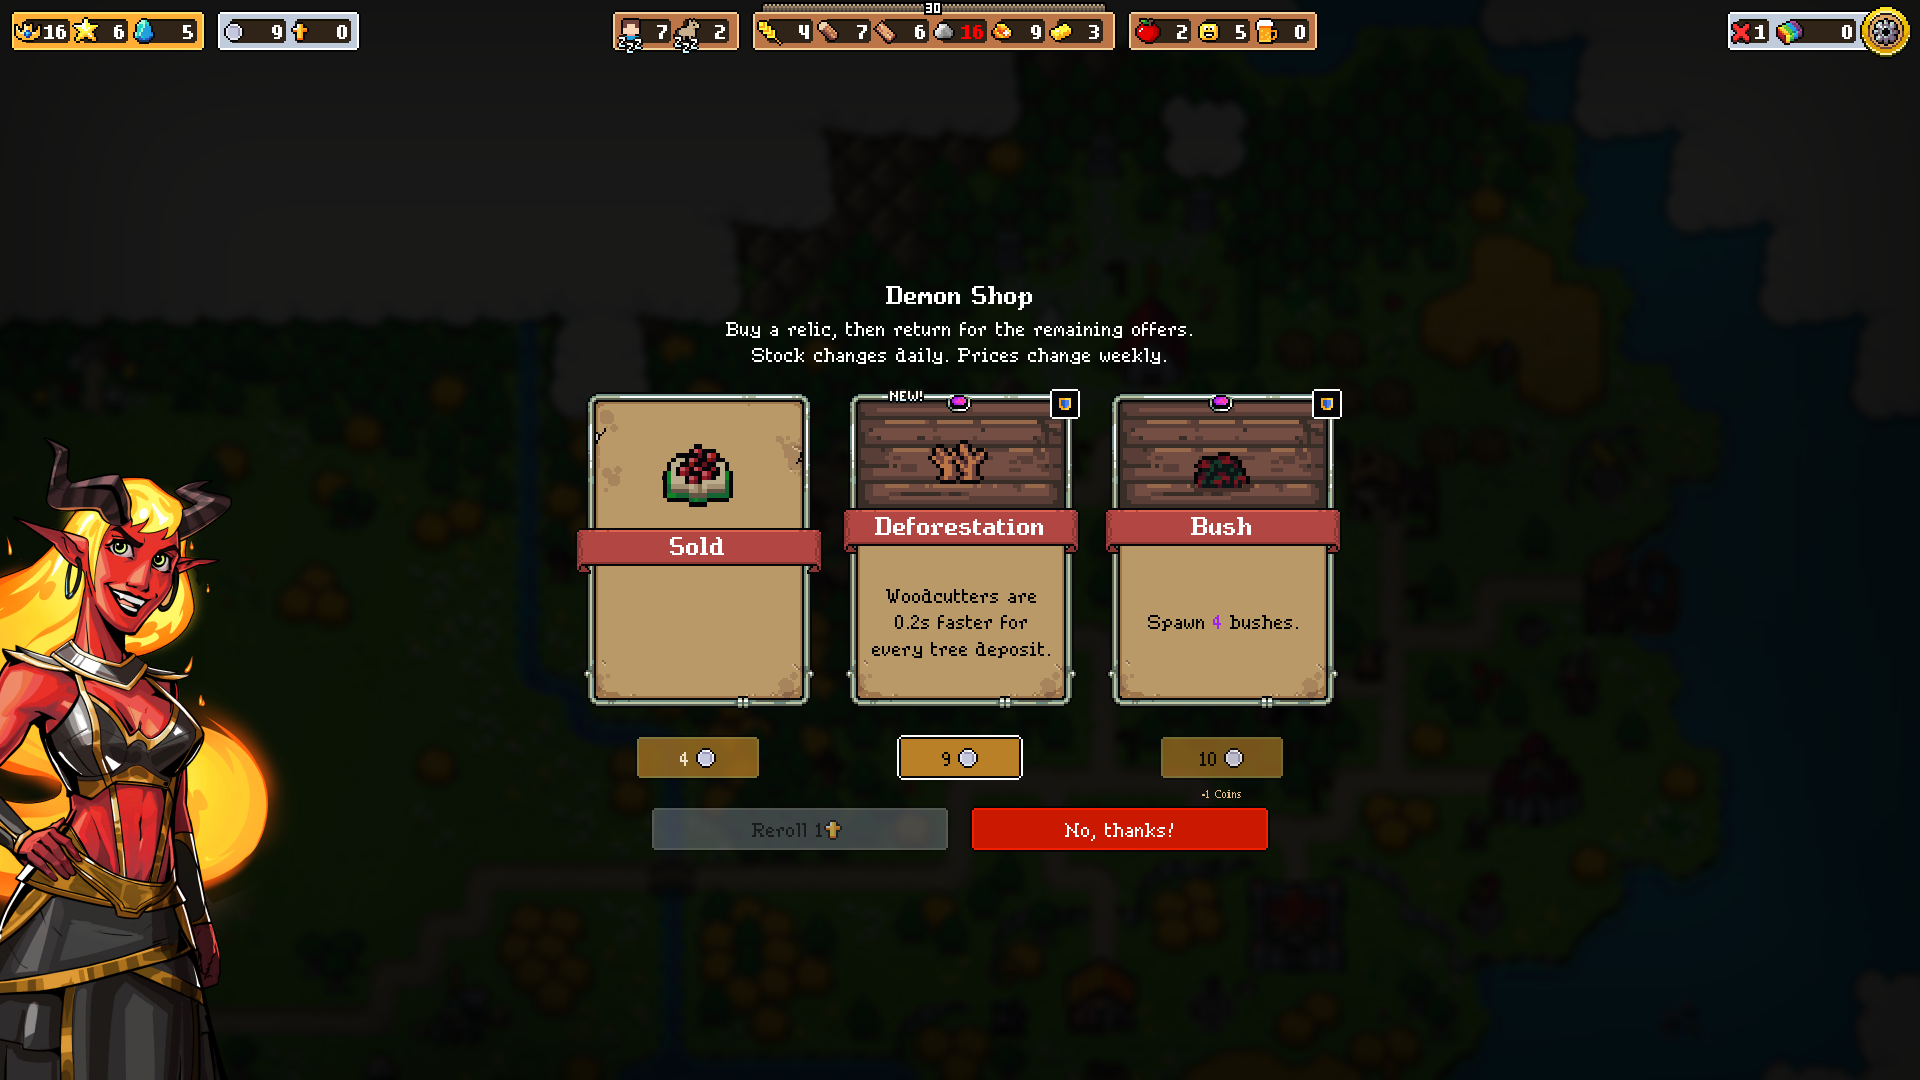 16 6 5 9 0 7 2 30 4 7 6 16 9 3 2 5 0 1 0
zzz zzz
Demon Shop
Buy a relic, then return for the remaining offers.
Stock changes daily. Prices change weekly.
NEW!
Sold
Deforestation
Bush
Woodcutters are
0.2s faster for
every tree deposit.
Spawn 4 bushes.
4
9
10
-1 Coins
Reroll 1
No, thanks!